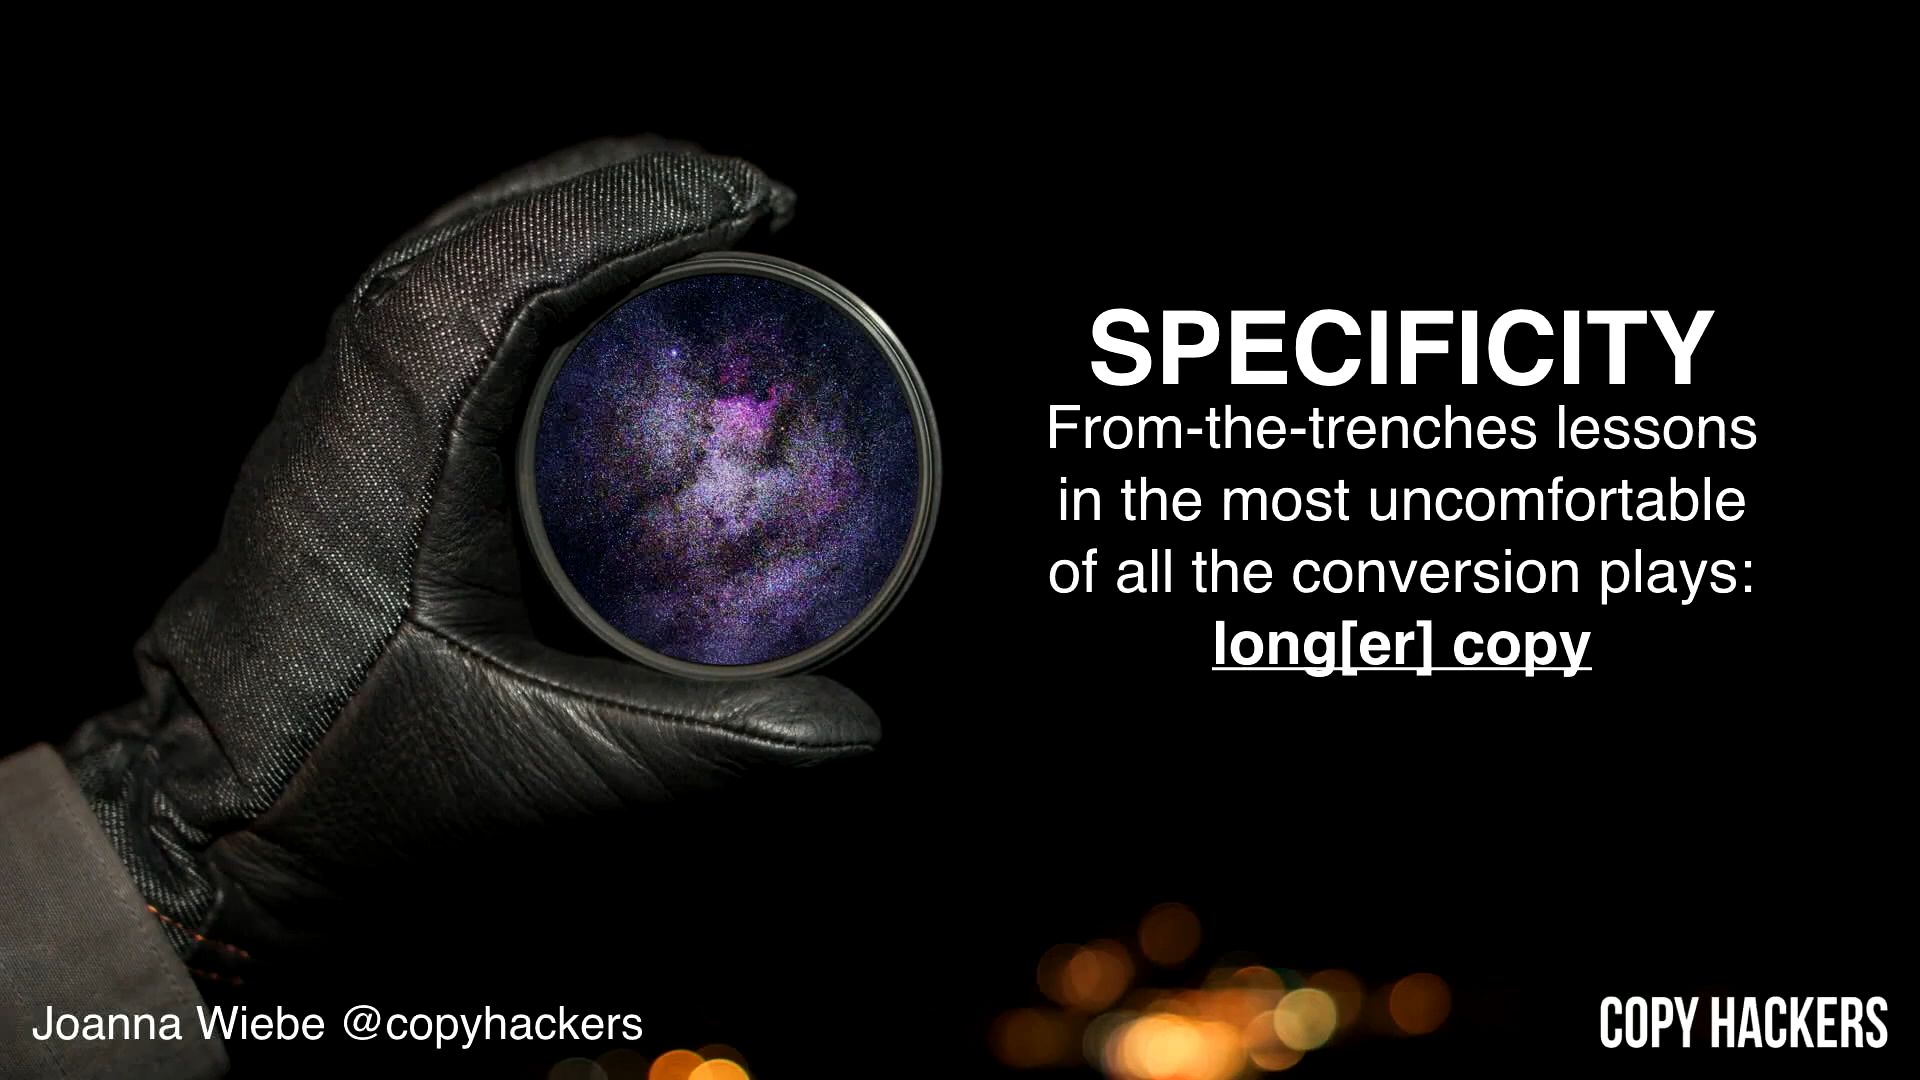 SPECIFICITY
From-the-trenches lessons
in the most uncomfortable
of all the conversion plays:
long[er] copy
Joanna Wiebe @copyhackers
COPY HACKERS